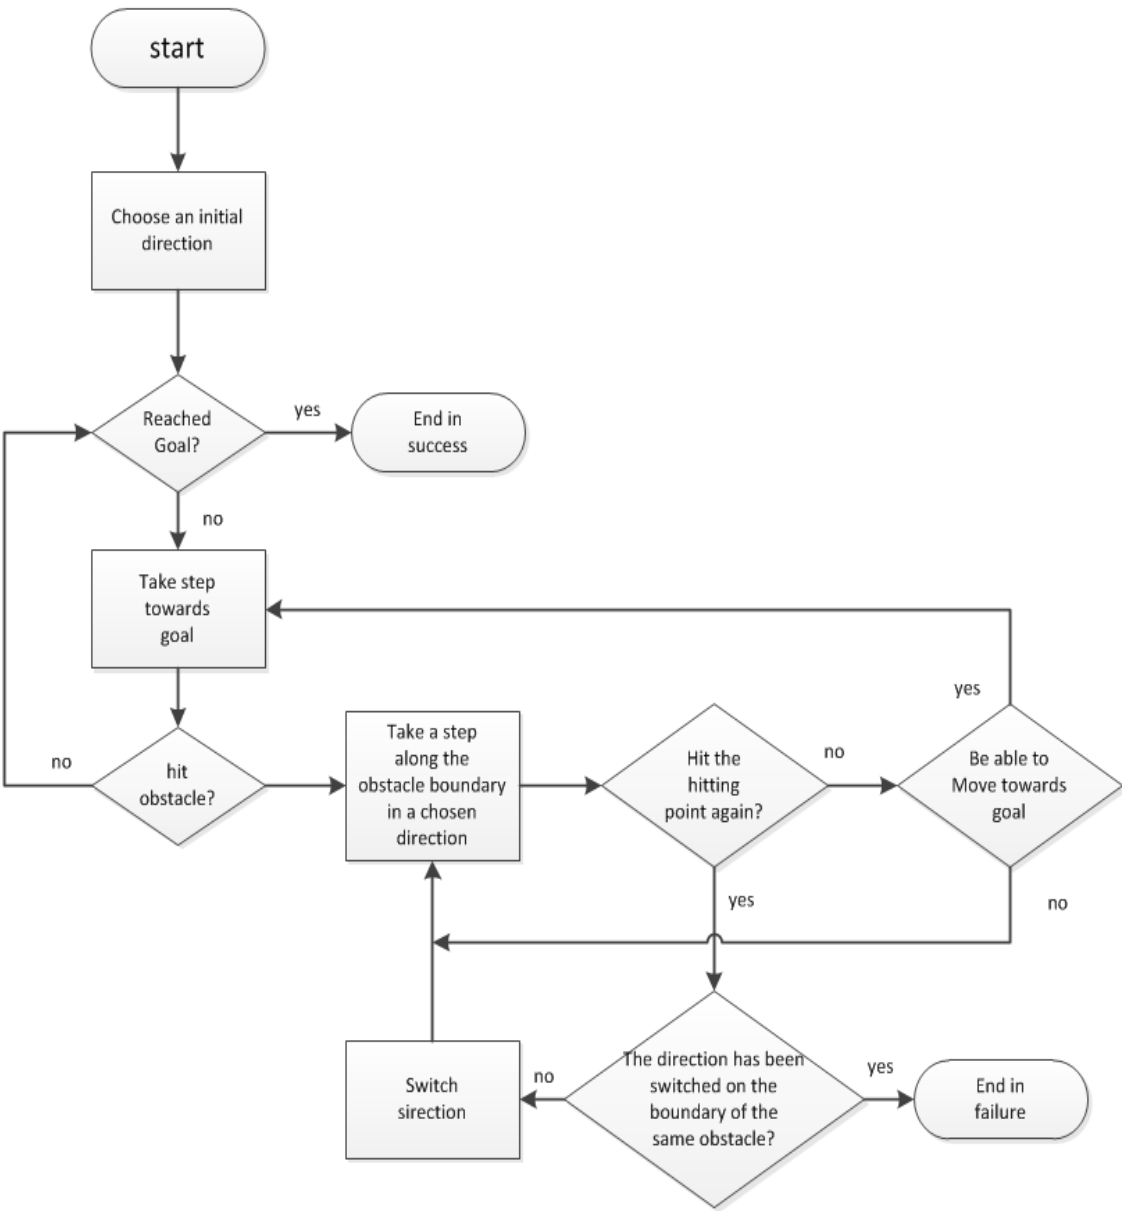 start
Choose an initial
direction
Reached
Goal?
yes
End in
success
no
Take step
towards
goal
hit
obstacle?
no
Take a step
along the
obstacle boundary
in a chosen
direction
Hit the
hitting
point again?
no
Be able to
Move towards
goal
yes
no
yes
The direction has been
switched on the
boundary of the
same obstacle?
no
Switch
sirection
yes
End in
failure